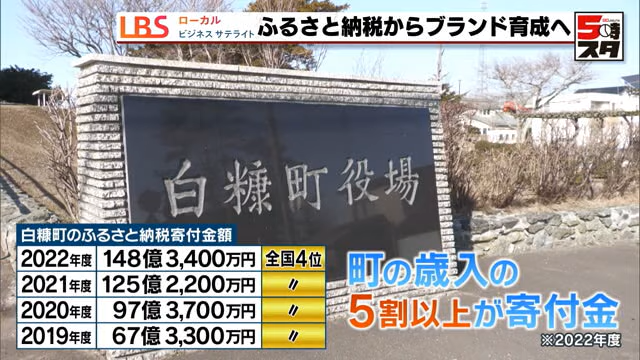 LBS ローカル ビジネス サテライト ふるさと納税からブランド育成へ 5時スタ
白糠町役場
白糠町のふるさと納税寄付金額
2022年度 148億3,400万円 全国4位
2021年度 125億2,200万円 〃
2020年度 97億3,700万円 〃
2019年度 67億3,300万円 〃
町の歳入の
5割以上が寄付金
※2022年度